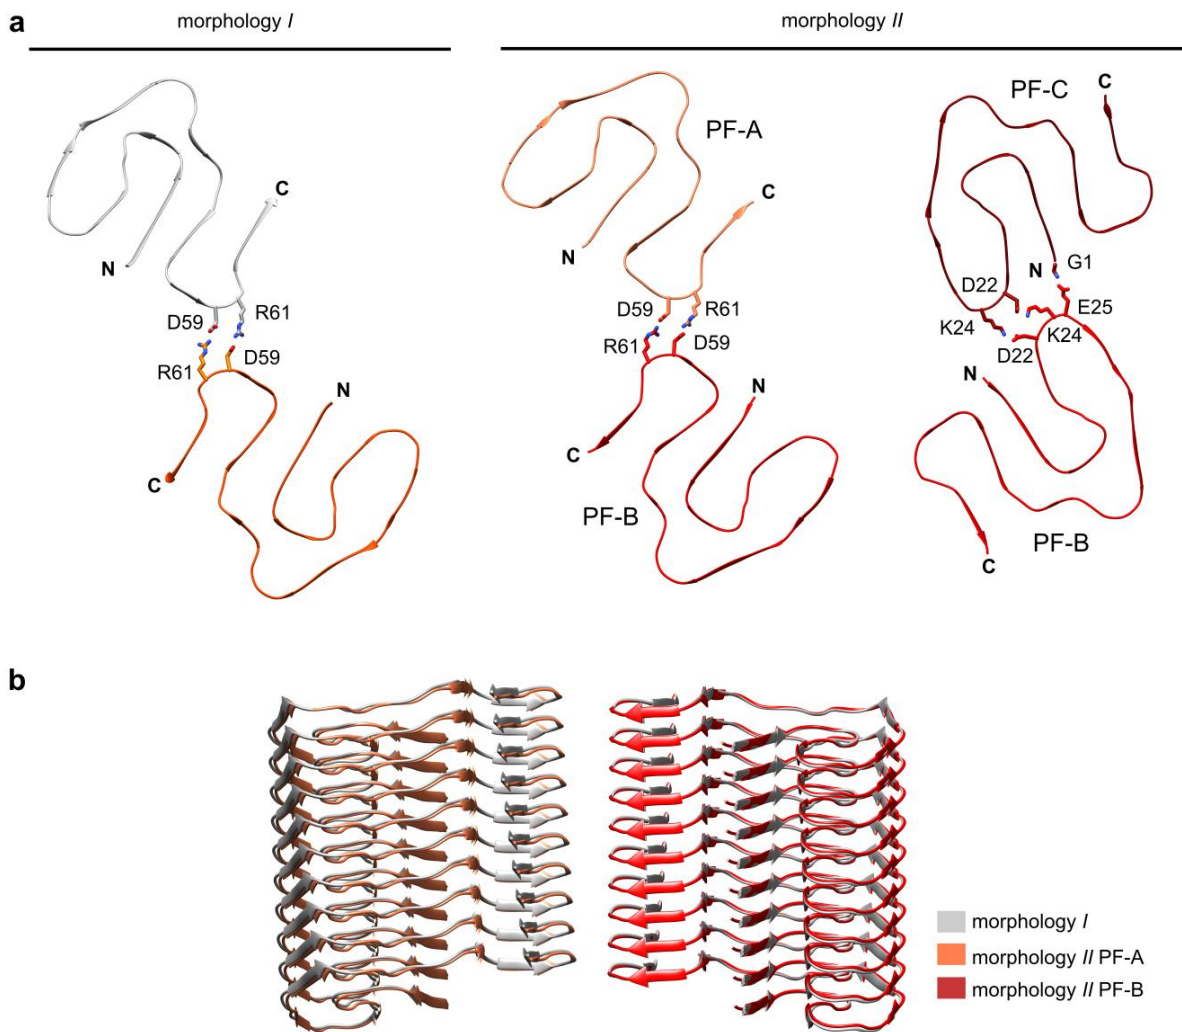 a
morphology I
morphology II
PF-A
PF-C
C
C
C
N
N
N
G1
D22
E25
D59
R61
D59
R61
K24
K24
R61
D59
R61
D59
D22
N
N
N
C
C
PF-B
PF-B
C
b
morphology I
morphology II PF-A
morphology II PF-B